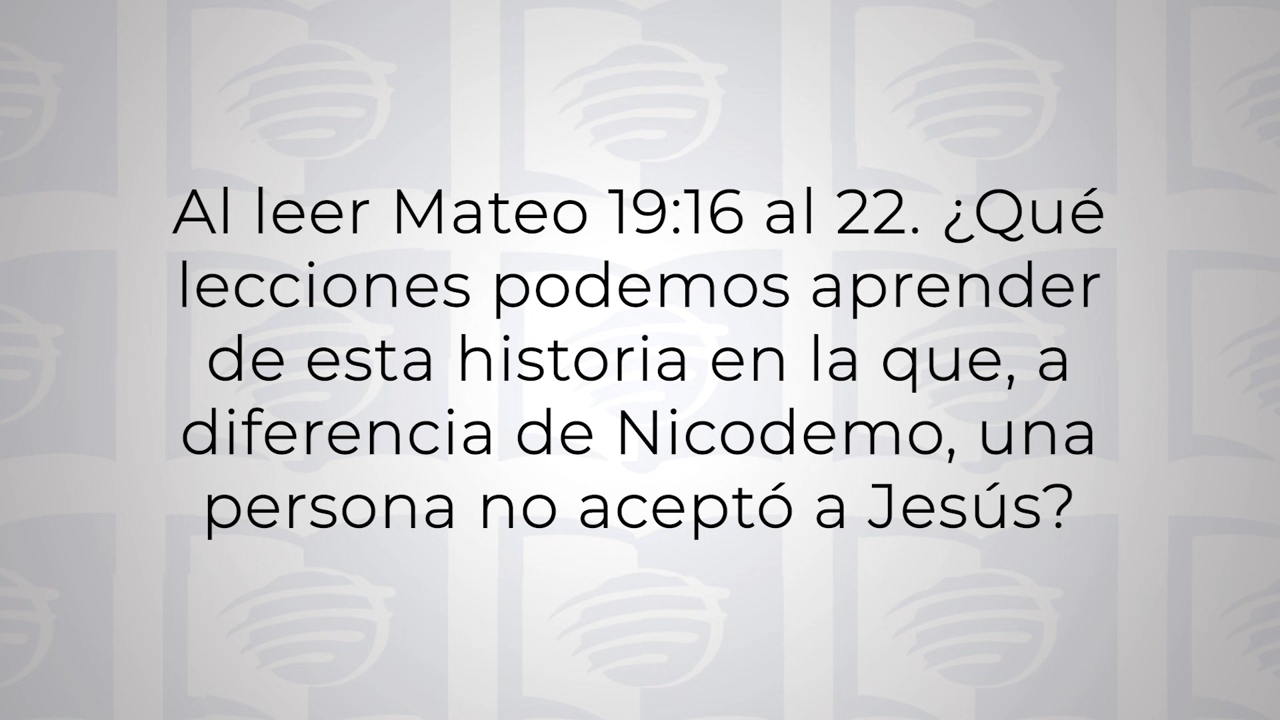 Al leer Mateo 19:16 al 22. ¿Qué
lecciones podemos aprender
de esta historia en la que, a
diferencia de Nicodemo, una
persona no aceptó a Jesús?